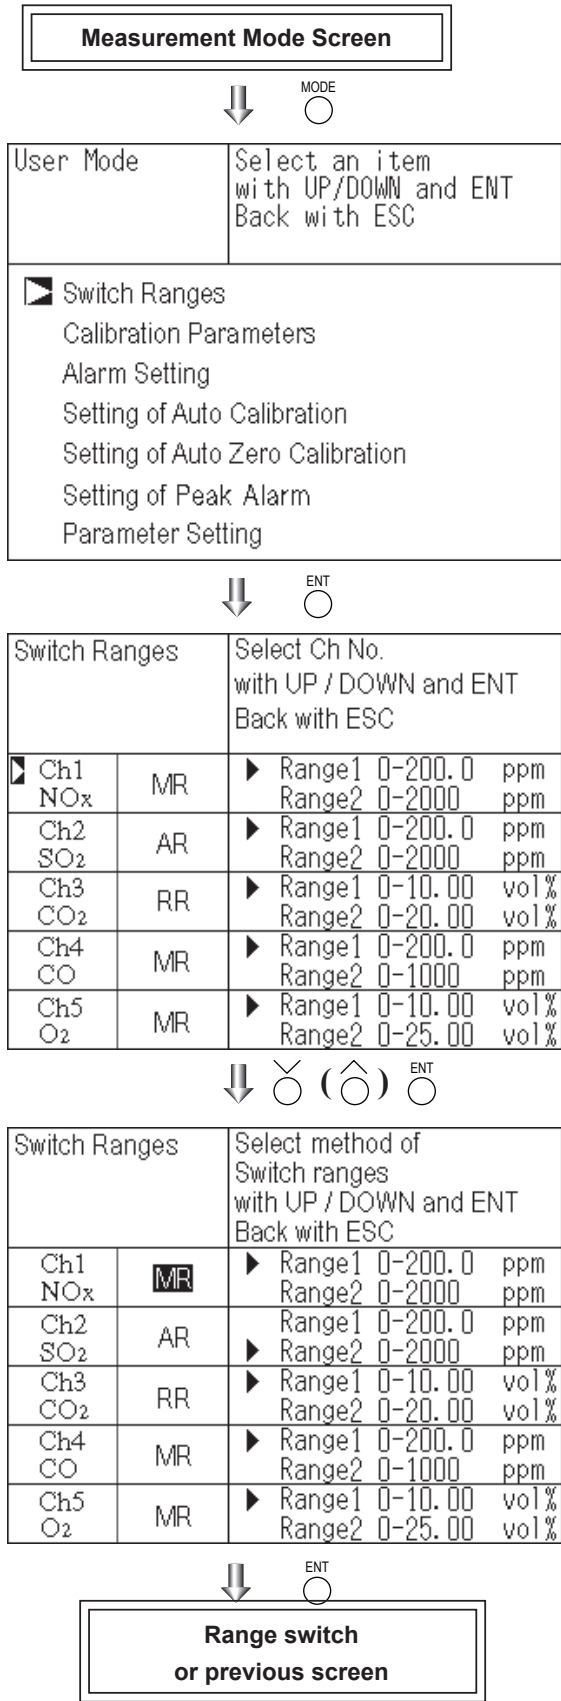 Measurement Mode Screen
MODE
User Mode
Select an item
with UP/DOWN and ENT
Back with ESC
Switch Ranges
Calibration Parameters
Alarm Setting
Setting of Auto Calibration
Setting of Auto Zero Calibration
Setting of Peak Alarm
Parameter Setting
ENT
Switch Ranges
Select Ch No.
with UP / DOWN and ENT
Back with ESC
Ch1 NOx MR ▶ Range1 0-200.0 ppm
Range2 0-2000 ppm
Ch2 SO2 AR ▶ Range1 0-200.0 ppm
Range2 0-2000 ppm
Ch3 CO2 RR ▶ Range1 0-10.00 vol%
Range2 0-20.00 vol%
Ch4 CO MR ▶ Range1 0-200.0 ppm
Range2 0-1000 ppm
Ch5 O2 MR ▶ Range1 0-10.00 vol%
Range2 0-25.00 vol%
( ) ENT
Switch Ranges
Select method of
Switch ranges
with UP / DOWN and ENT
Back with ESC
Ch1 NOx MR ▶ Range1 0-200.0 ppm
Range2 0-2000 ppm
Ch2 SO2 AR Range1 0-200.0 ppm
▶ Range2 0-2000 ppm
Ch3 CO2 RR ▶ Range1 0-10.00 vol%
Range2 0-20.00 vol%
Ch4 CO MR ▶ Range1 0-200.0 ppm
Range2 0-1000 ppm
Ch5 O2 MR ▶ Range1 0-10.00 vol%
Range2 0-25.00 vol%
ENT
Range switch
or previous screen